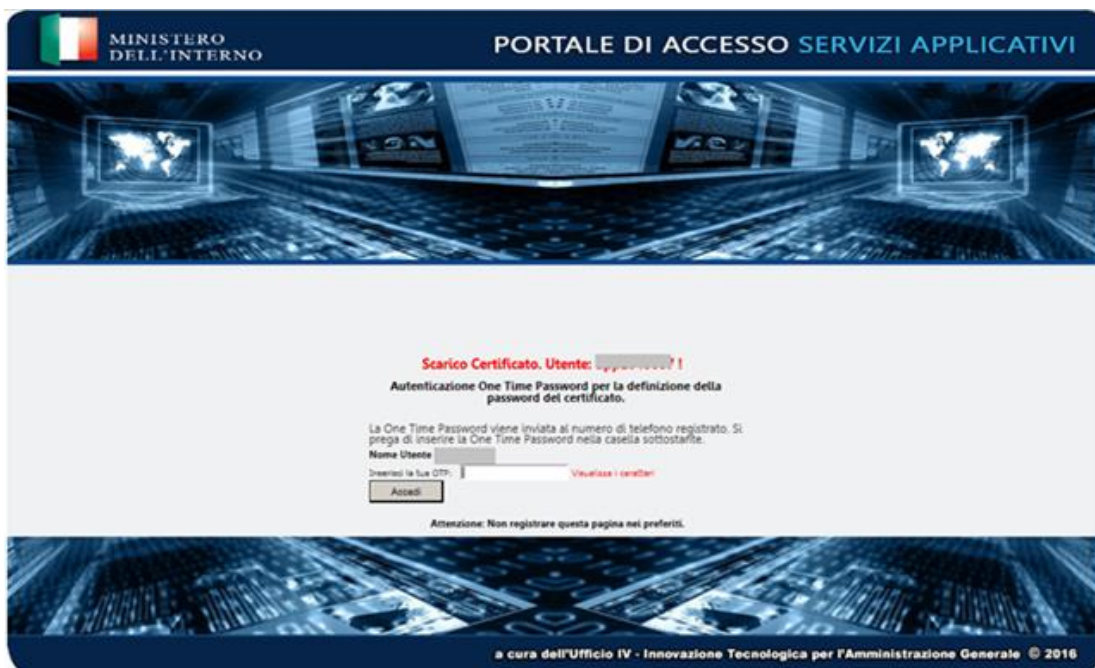 MINISTERO
DELL'INTERNO
PORTALE DI ACCESSO SERVIZI APPLICATIVI
Scarico Certificato. Utente: !
Autenticazione One Time Password per la definizione della
password del certificato.
La One Time Password viene inviata al numero di telefono registrato. Si
prega di inserire la One Time Password nella casella sottostante.
Nome Utente
Inserisci la tua OTP:
Visualizza i caratteri
Accedi
Attenzione: Non registrare questa pagina nei preferiti.
a cura dell'Ufficio IV - Innovazione Tecnologica per l'Amministrazione Generale © 2016